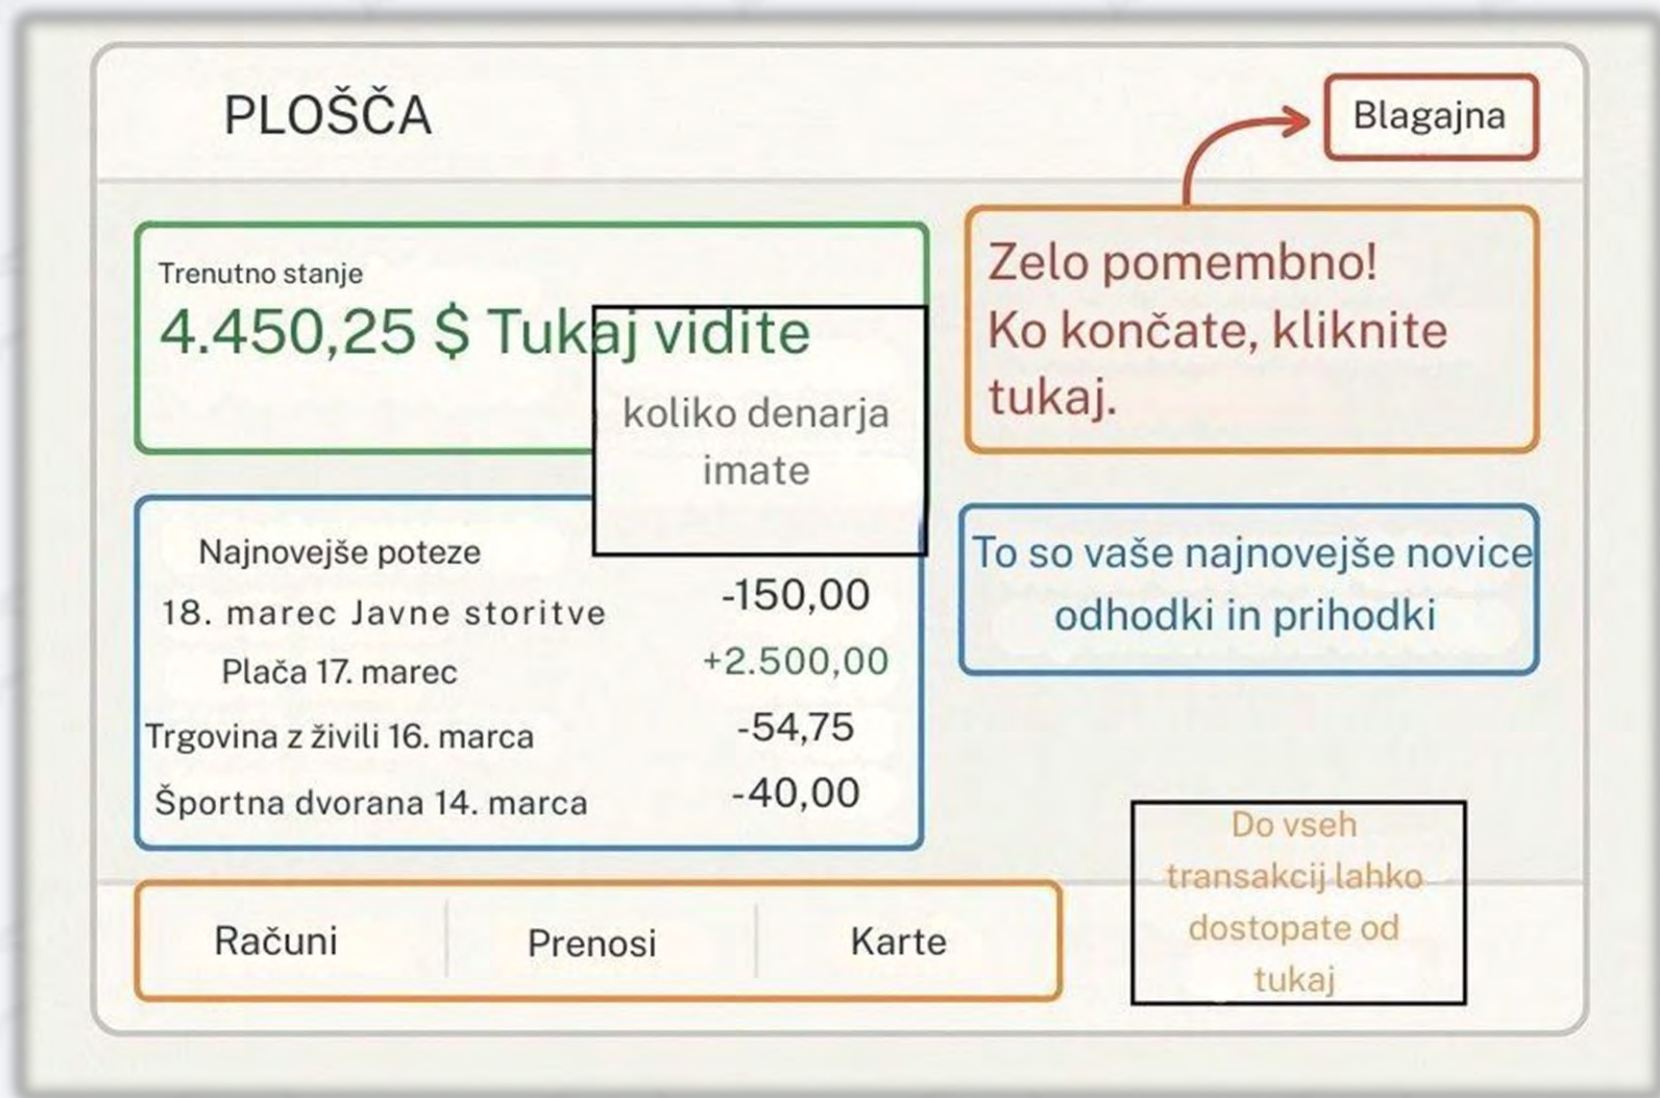 PLOŠČA
Blagajna
Trenutno stanje
4.450,25 $ Tukaj vidite
koliko denarja
imate
Zelo pomembno!
Ko končate, kliknite
tukaj.
Najnovejše poteze
18. marec Javne storitve -150,00
Plača 17. marec +2.500,00
Trgovina z živili 16. marca -54,75
Športna dvorana 14. marca -40,00
To so vaše najnovejše novice
odhodki in prihodki
Računi Prenosi Karte
Do vseh
transakcij lahko
dostopate od
tukaj